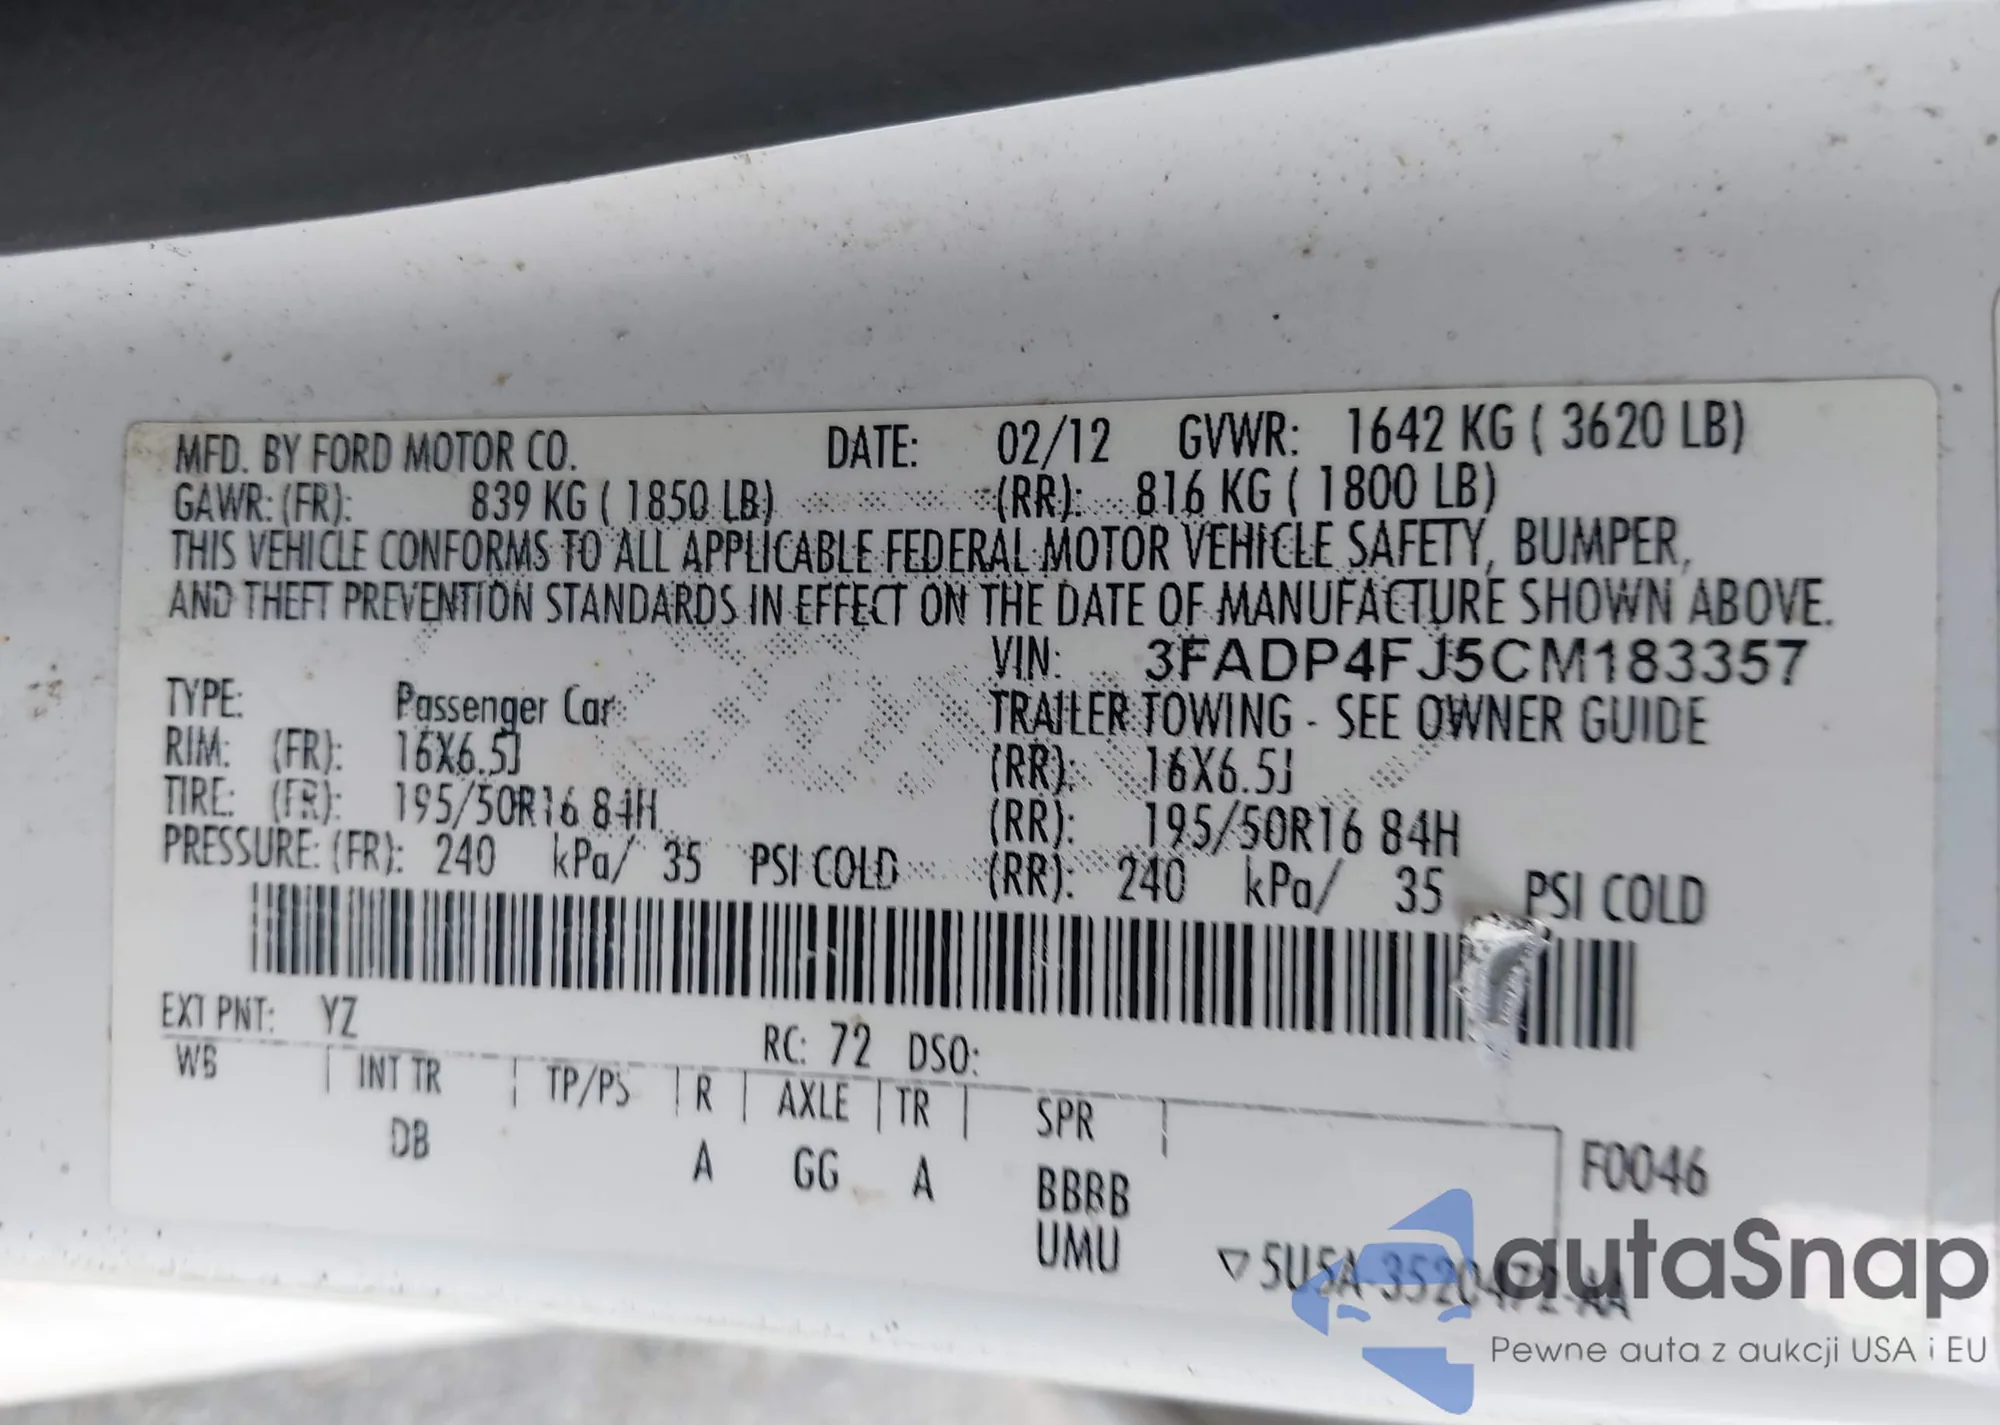 MFD. BY FORD MOTOR CO. DATE: 02/12 GVWR: 1642 KG ( 3620 LB)
GAWR: (FR): 839 KG ( 1850 LB) (RR): 816 KG ( 1800 LB)
THIS VEHICLE CONFORMS TO ALL APPLICABLE FEDERAL MOTOR VEHICLE SAFETY, BUMPER,
AND THEFT PREVENTION STANDARDS IN EFFECT ON THE DATE OF MANUFACTURE SHOWN ABOVE.
VIN: 3FADP4FJ5CM183357
TYPE: Passenger Car TRAILER TOWING - SEE OWNER GUIDE
RIM: (FR): 16X6.5J (RR): 16X6.5J
TIRE: (FR): 195/50R16 84H (RR): 195/50R16 84H
PRESSURE: (FR): 240 kPa/ 35 PSI COLD (RR): 240 kPa/ 35 PSI COLD
EXT PNT: YZ RC: 72 DSO:
WB INT TR TP/PS R AXLE TR SPR
DB A GG A BBBB F0046
UMU
▽5U5A-3520472-AA
autaSnap
Pewne auta z aukcji USA i EU